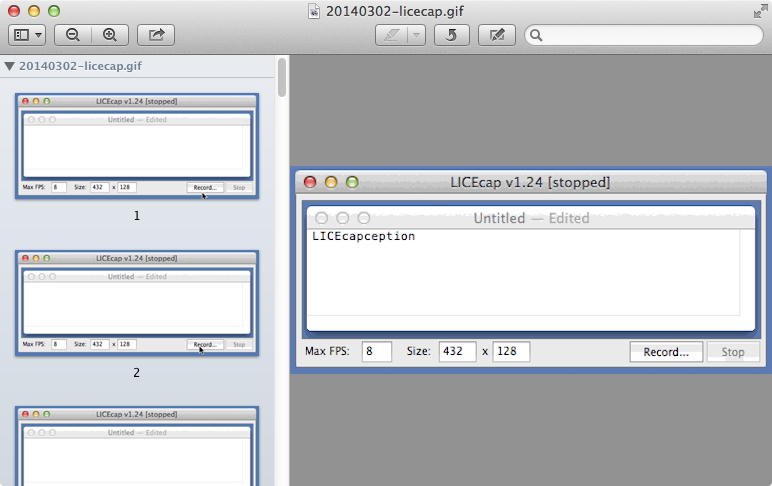 20140302-licecap.gif
20140302-licecap.gif
LICEcap v1.24 [stopped]
Untitled — Edited
Max FPS: 8 Size: 432 x 128 Record... Stop
1
LICEcap v1.24 [stopped]
Untitled — Edited
Max FPS: 8 Size: 432 x 128 Record... Stop
2
LICEcap v1.24 [stopped]
Untitled — Edited
LICEcap v1.24 [stopped]
Untitled — Edited
LICEcapception
Max FPS: 8 Size: 432 x 128 Record... Stop